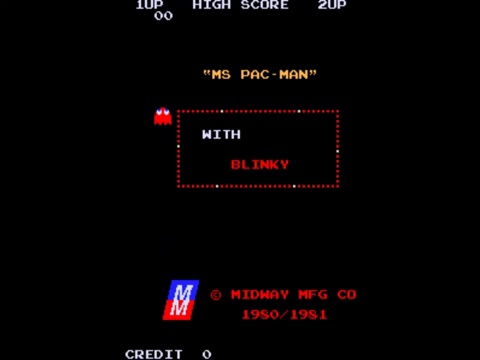 1UP HIGH SCORE 2UP
00
"MS PAC-MAN"
WITH
BLINKY
MM
© MIDWAY MFG CO
1980/1981
CREDIT 0